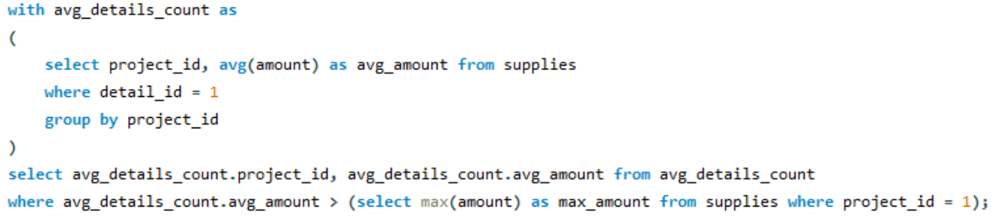 with avg_details_count as
(
    select project_id, avg(amount) as avg_amount from supplies
    where detail_id = 1
    group by project_id
)
select avg_details_count.project_id, avg_details_count.avg_amount from avg_details_count
where avg_details_count.avg_amount > (select max(amount) as max_amount from supplies where project_id = 1);